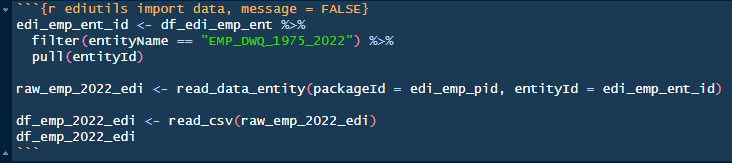 ```{r ediutils import data, message = FALSE}
edi_emp_ent_id <- df_edi_emp_ent %>%
  filter(entityName == "EMP_DWQ_1975_2022") %>%
  pull(entityId)

raw_emp_2022_edi <- read_data_entity(packageId = edi_emp_pid, entityId = edi_emp_ent_id)

df_emp_2022_edi <- read_csv(raw_emp_2022_edi)
df_emp_2022_edi
```